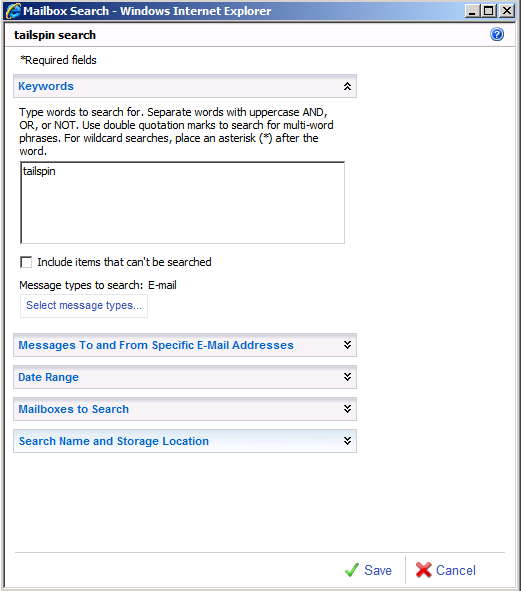 Mailbox Search - Windows Internet Explorer
tailspin search
*Required fields
Keywords
Type words to search for. Separate words with uppercase AND,
OR, or NOT. Use double quotation marks to search for multi-word
phrases. For wildcard searches, place an asterisk (*) after the
word.
tailspin
Include items that can't be searched
Message types to search: E-mail
Select message types...
Messages To and From Specific E-Mail Addresses
Date Range
Mailboxes to Search
Search Name and Storage Location
Save
Cancel